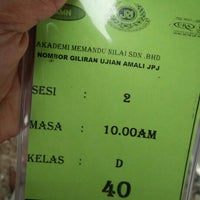 AKADEMI MEMANDU NILAI SDN .BHD
NOMBOR GILIRAN UJIAN AMALI JPJ
SESI : 2
MASA : 10.00AM
KELAS : D
40